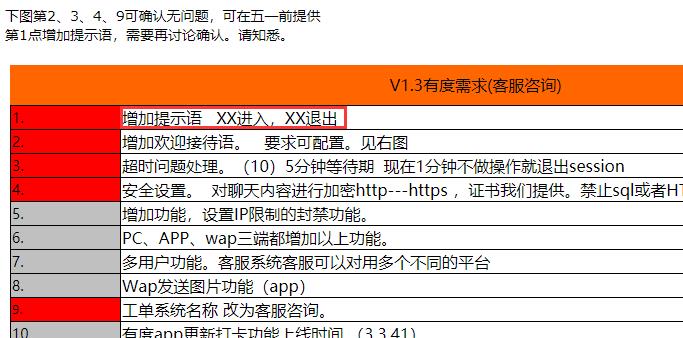 下图第2、3、4、9可确认无问题，可在五一前提供
第1点增加提示语，需要再讨论确认。请知悉。
V1.3有度需求(客服咨询)
1. 增加提示语 XX进入，XX退出
2. 增加欢迎接待语。 要求可配置。见右图
3. 超时问题处理。（10）5分钟等待期 现在1分钟不做操作就退出session
4. 安全设置。 对聊天内容进行加密http---https ，证书我们提供。禁止sql或者HT
5. 增加功能，设置IP限制的封禁功能。
6. PC、APP、wap三端都增加以上功能。
7. 多用户功能。客服系统客服可以对用多个不同的平台
8. Wap发送图片功能（app）
9. 工单系统名称 改为客服咨询。
10 有度app更新打卡功能上线时间 （3.3.41）